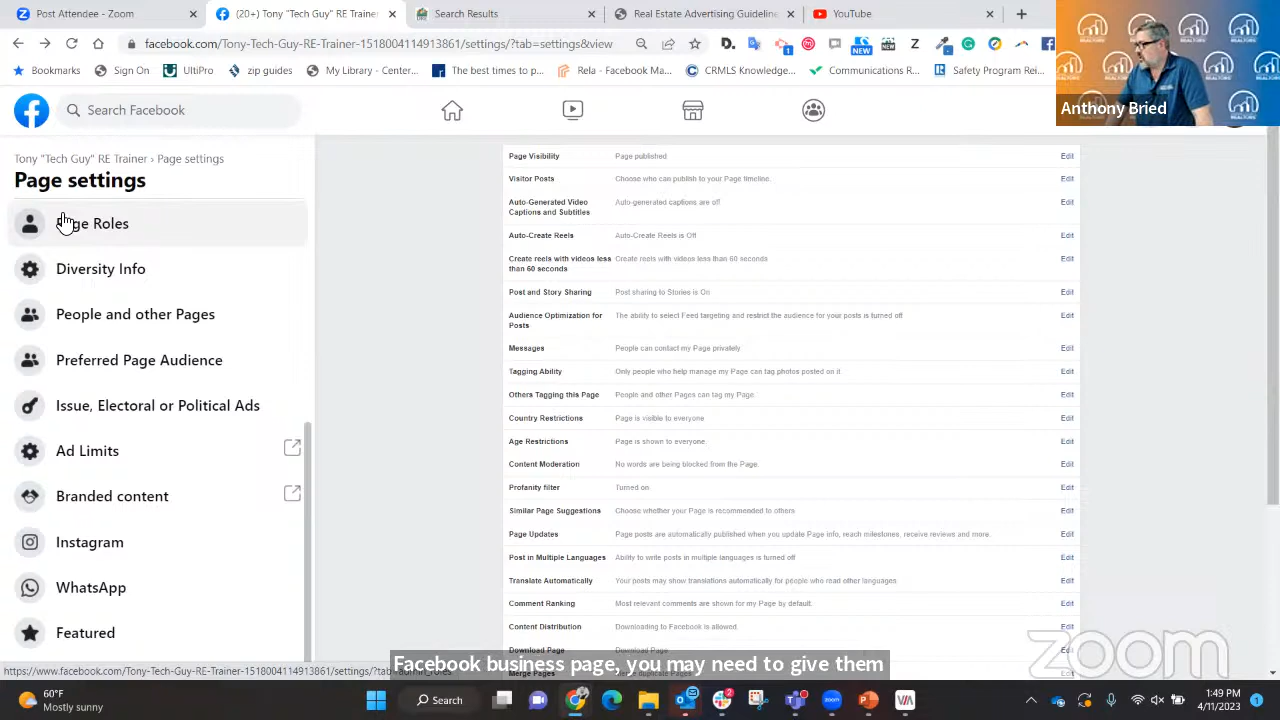 (20+) Tony "Tech Guy" RE Train
Search Results
YouTube
facebook.com/Tony-Tech-Guy-RE-Trainer-151800411493861/settings/?tab=settings&view
NEW
NEW
Bookmarks
Dashboard
UltiPro
guides
My LinkedIn Learner...
The best times to p...
Rela - Facebook Ma...
CRMLS Knowledge...
Communications ...
Safety Program Rei...
Anthony Bried
Search Facebook
Tony "Tech Guy" RE Trainer › Page settings
Page settings
ge Roles
Diversity Info
People and other Pages
Preferred Page Audience
Issue, Electoral or Political Ads
Ad Limits
Branded content
Instagram
WhatsApp
Featured
Page Visibility Page published Edit
Visitor Posts Choose who can publish to your Page timeline. Edit
Auto-Generated Video Captions and Subtitles Auto-generated captions are off Edit
Auto-Create Reels Auto-Create Reels is Off Edit
Create reels with videos less than 60 seconds Create reels with videos less than 60 seconds Edit
Post and Story Sharing Post sharing to Stories is On Edit
Audience Optimization for Posts The ability to select Feed targeting and restrict the audience for your posts is turned off Edit
Messages People can contact my Page privately. Edit
Tagging Ability Only people who help manage my Page can tag photos posted on it. Edit
Others Tagging this Page People and other Pages can tag my Page. Edit
Country Restrictions Page is visible to everyone. Edit
Age Restrictions Page is shown to everyone. Edit
Content Moderation No words are being blocked from the Page. Edit
Profanity filter Turned on Edit
Similar Page Suggestions Choose whether your Page is recommended to others Edit
Page Updates Page posts are automatically published when you update Page info, reach milestones, receive reviews and more. Edit
Post in Multiple Languages Ability to write posts in multiple languages is turned off Edit
Translate Automatically Your posts may show translations automatically for people who read other languages Edit
Comment Ranking Most relevant comments are shown for my Page by default. Edit
Content Distribution Downloading to Facebook is allowed. Edit
Download Page Download Page Edit
Merge Pages Merge duplicate Pages Edit
Facebook business page, you may need to give them
zoom
60°F
Mostly sunny
Search
1:49 PM
4/11/2023